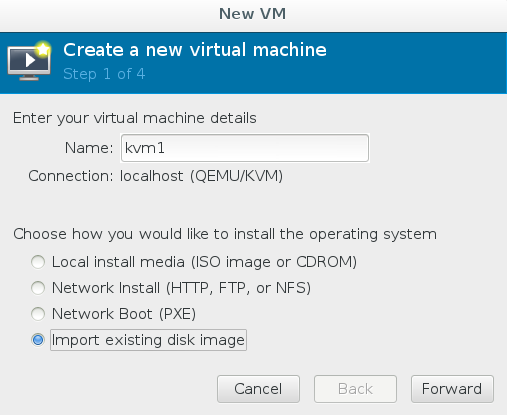 New VM
Create a new virtual machine
Step 1 of 4
Enter your virtual machine details
Name: kvm1
Connection: localhost (QEMU/KVM)
Choose how you would like to install the operating system
Local install media (ISO image or CDROM)
Network Install (HTTP, FTP, or NFS)
Network Boot (PXE)
Import existing disk image
Cancel Back Forward